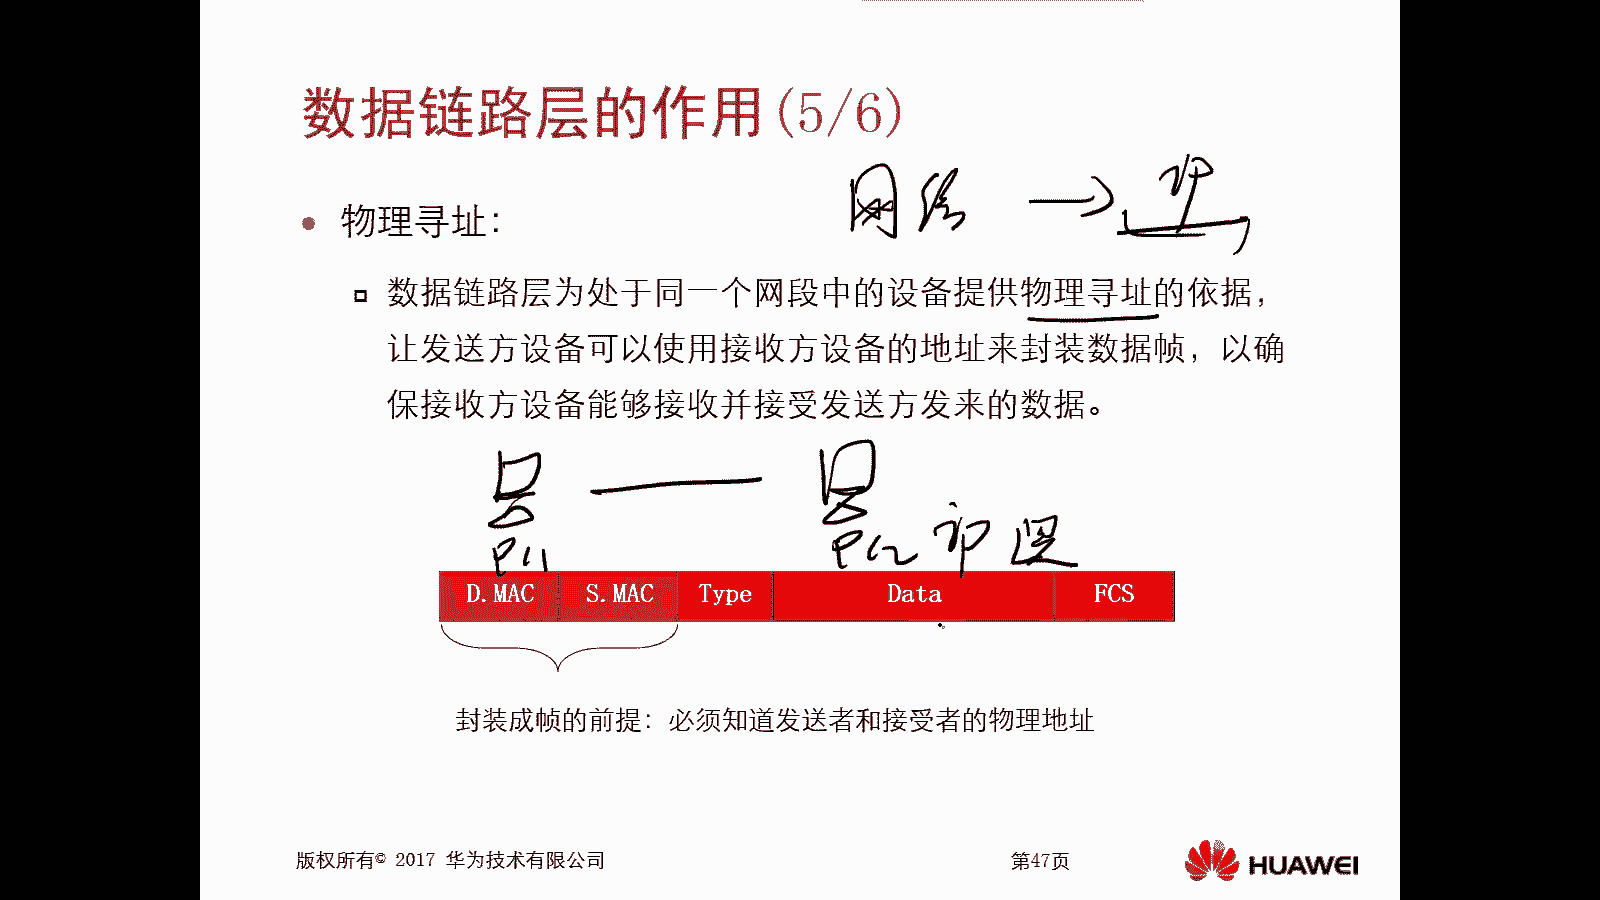 数据链路层的作用(5/6)
网络 → IP
物理寻址：
数据链路层为处于同一个网段中的设备提供物理寻址的依据，
让发送方设备可以使用接收方设备的地址来封装数据帧，以确
保接收方设备能够接收并接受发送方发来的数据。
PC1
PC2
D.MAC S.MAC Type Data FCS
封装成帧的前提：必须知道发送者和接受者的物理地址
版权所有© 2017 华为技术有限公司
第47页
HUAWEI